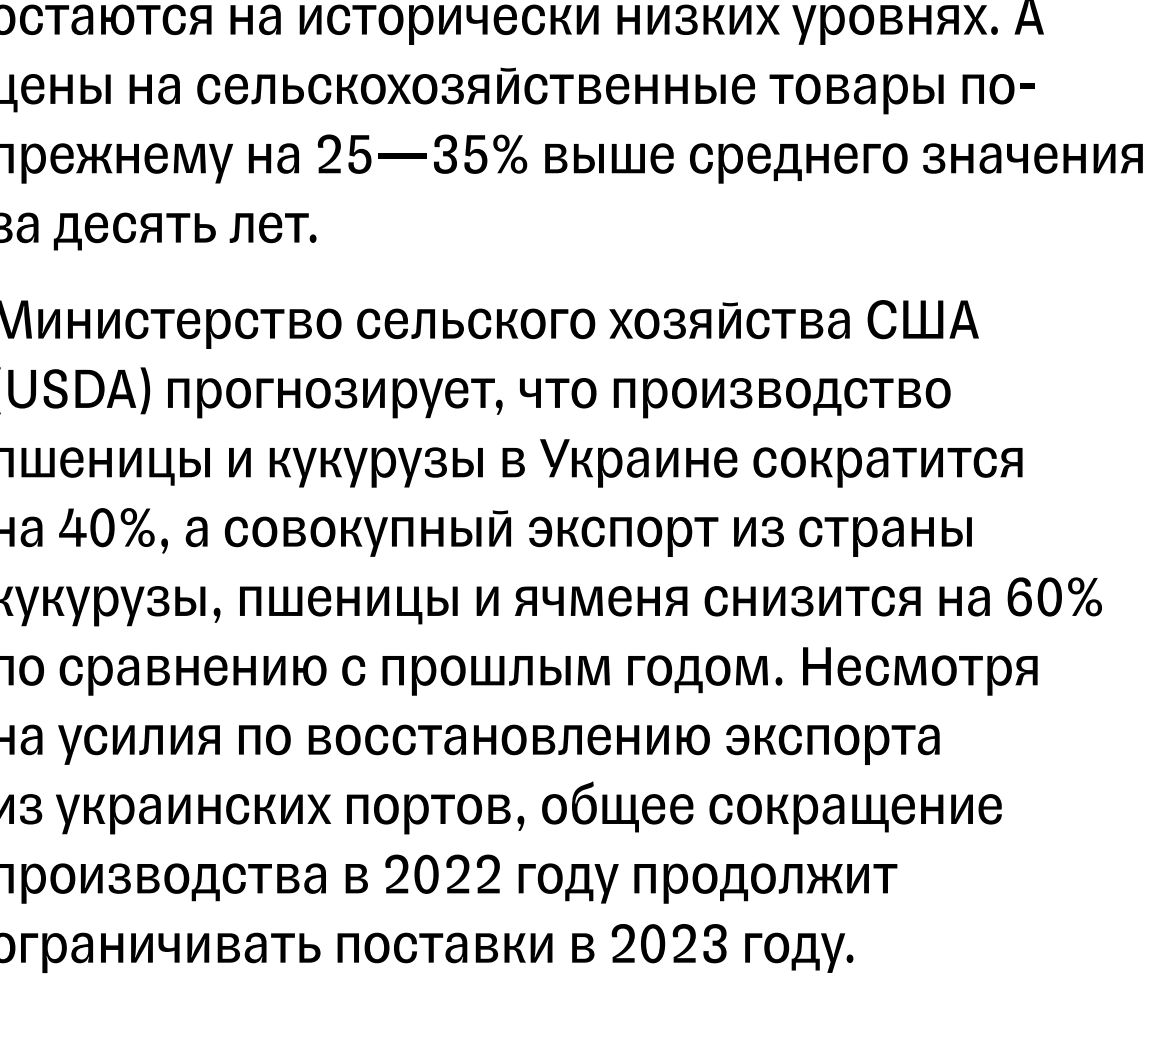 остаются на исторически низких уровнях. А
цены на сельскохозяйственные товары по-
прежнему на 25—35% выше среднего значения
за десять лет.
Министерство сельского хозяйства США
(USDA) прогнозирует, что производство
пшеницы и кукурузы в Украине сократится
на 40%, а совокупный экспорт из страны
кукурузы, пшеницы и ячменя снизится на 60%
по сравнению с прошлым годом. Несмотря
на усилия по восстановлению экспорта
из украинских портов, общее сокращение
производства в 2022 году продолжит
ограничивать поставки в 2023 году.